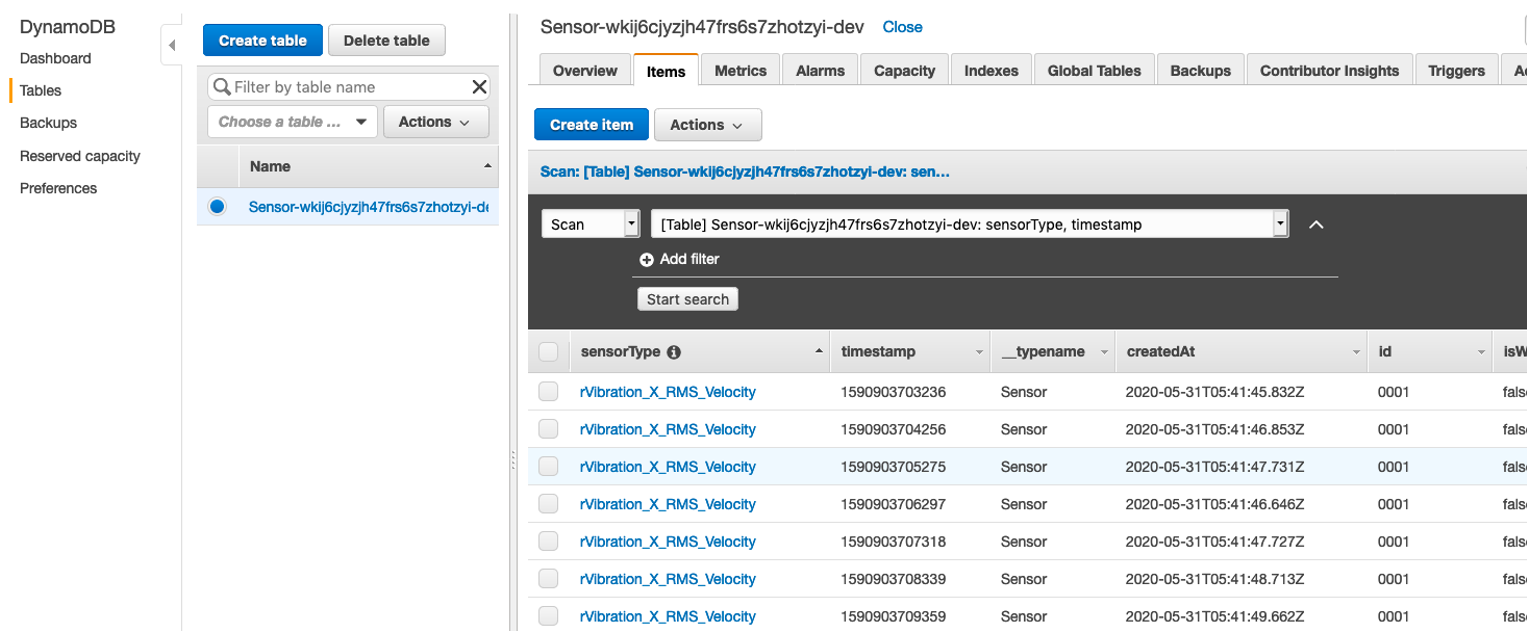 DynamoDB
Dashboard
Tables
Backups
Reserved capacity
Preferences
Create table Delete table
Filter by table name
Choose a table ... Actions
Name
Sensor-wkij6cjyzjh47frs6s7zhotzyi-de
Sensor-wkij6cjyzjh47frs6s7zhotzyi-dev Close
Overview Items Metrics Alarms Capacity Indexes Global Tables Backups Contributor Insights Triggers
Create item Actions
Scan: [Table] Sensor-wkij6cjyzjh47frs6s7zhotzyi-dev: sen...
Scan [Table] Sensor-wkij6cjyzjh47frs6s7zhotzyi-dev: sensorType, timestamp
Add filter
Start search
sensorType timestamp __typename createdAt id isW
rVibration_X_RMS_Velocity 1590903703236 Sensor 2020-05-31T05:41:45.832Z 0001 fals
rVibration_X_RMS_Velocity 1590903704256 Sensor 2020-05-31T05:41:46.853Z 0001 fals
rVibration_X_RMS_Velocity 1590903705275 Sensor 2020-05-31T05:41:47.731Z 0001 fals
rVibration_X_RMS_Velocity 1590903706297 Sensor 2020-05-31T05:41:46.646Z 0001 fals
rVibration_X_RMS_Velocity 1590903707318 Sensor 2020-05-31T05:41:47.727Z 0001 fals
rVibration_X_RMS_Velocity 1590903708339 Sensor 2020-05-31T05:41:48.713Z 0001 fals
rVibration_X_RMS_Velocity 1590903709359 Sensor 2020-05-31T05:41:49.662Z 0001 fals